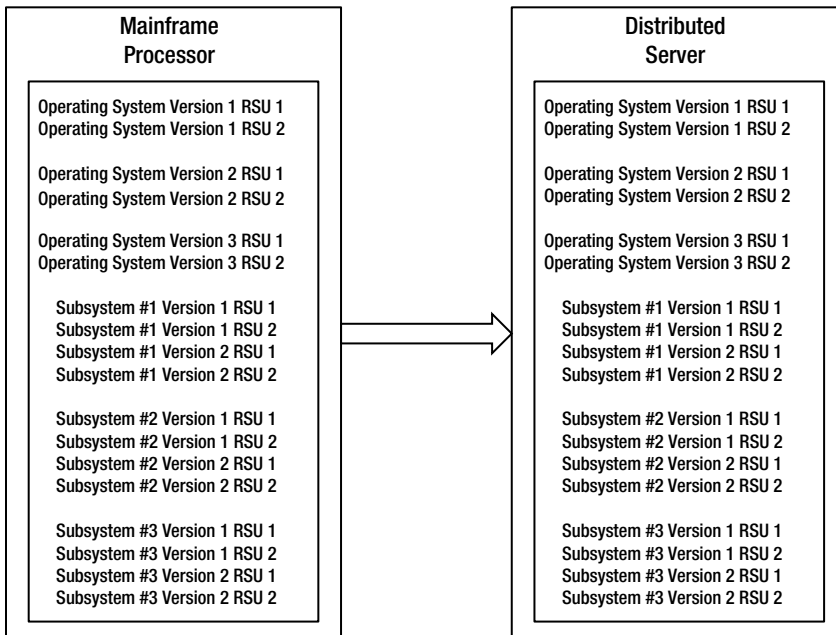 Mainframe
Processor
Operating System Version 1 RSU 1
Operating System Version 1 RSU 2
Operating System Version 2 RSU 1
Operating System Version 2 RSU 2
Operating System Version 3 RSU 1
Operating System Version 3 RSU 2
Subsystem #1 Version 1 RSU 1
Subsystem #1 Version 1 RSU 2
Subsystem #1 Version 2 RSU 1
Subsystem #1 Version 2 RSU 2
Subsystem #2 Version 1 RSU 1
Subsystem #2 Version 1 RSU 2
Subsystem #2 Version 2 RSU 1
Subsystem #2 Version 2 RSU 2
Subsystem #3 Version 1 RSU 1
Subsystem #3 Version 1 RSU 2
Subsystem #3 Version 2 RSU 1
Subsystem #3 Version 2 RSU 2
Distributed
Server
Operating System Version 1 RSU 1
Operating System Version 1 RSU 2
Operating System Version 2 RSU 1
Operating System Version 2 RSU 2
Operating System Version 3 RSU 1
Operating System Version 3 RSU 2
Subsystem #1 Version 1 RSU 1
Subsystem #1 Version 1 RSU 2
Subsystem #1 Version 2 RSU 1
Subsystem #1 Version 2 RSU 2
Subsystem #2 Version 1 RSU 1
Subsystem #2 Version 1 RSU 2
Subsystem #2 Version 2 RSU 1
Subsystem #2 Version 2 RSU 2
Subsystem #3 Version 1 RSU 1
Subsystem #3 Version 1 RSU 2
Subsystem #3 Version 2 RSU 1
Subsystem #3 Version 2 RSU 2